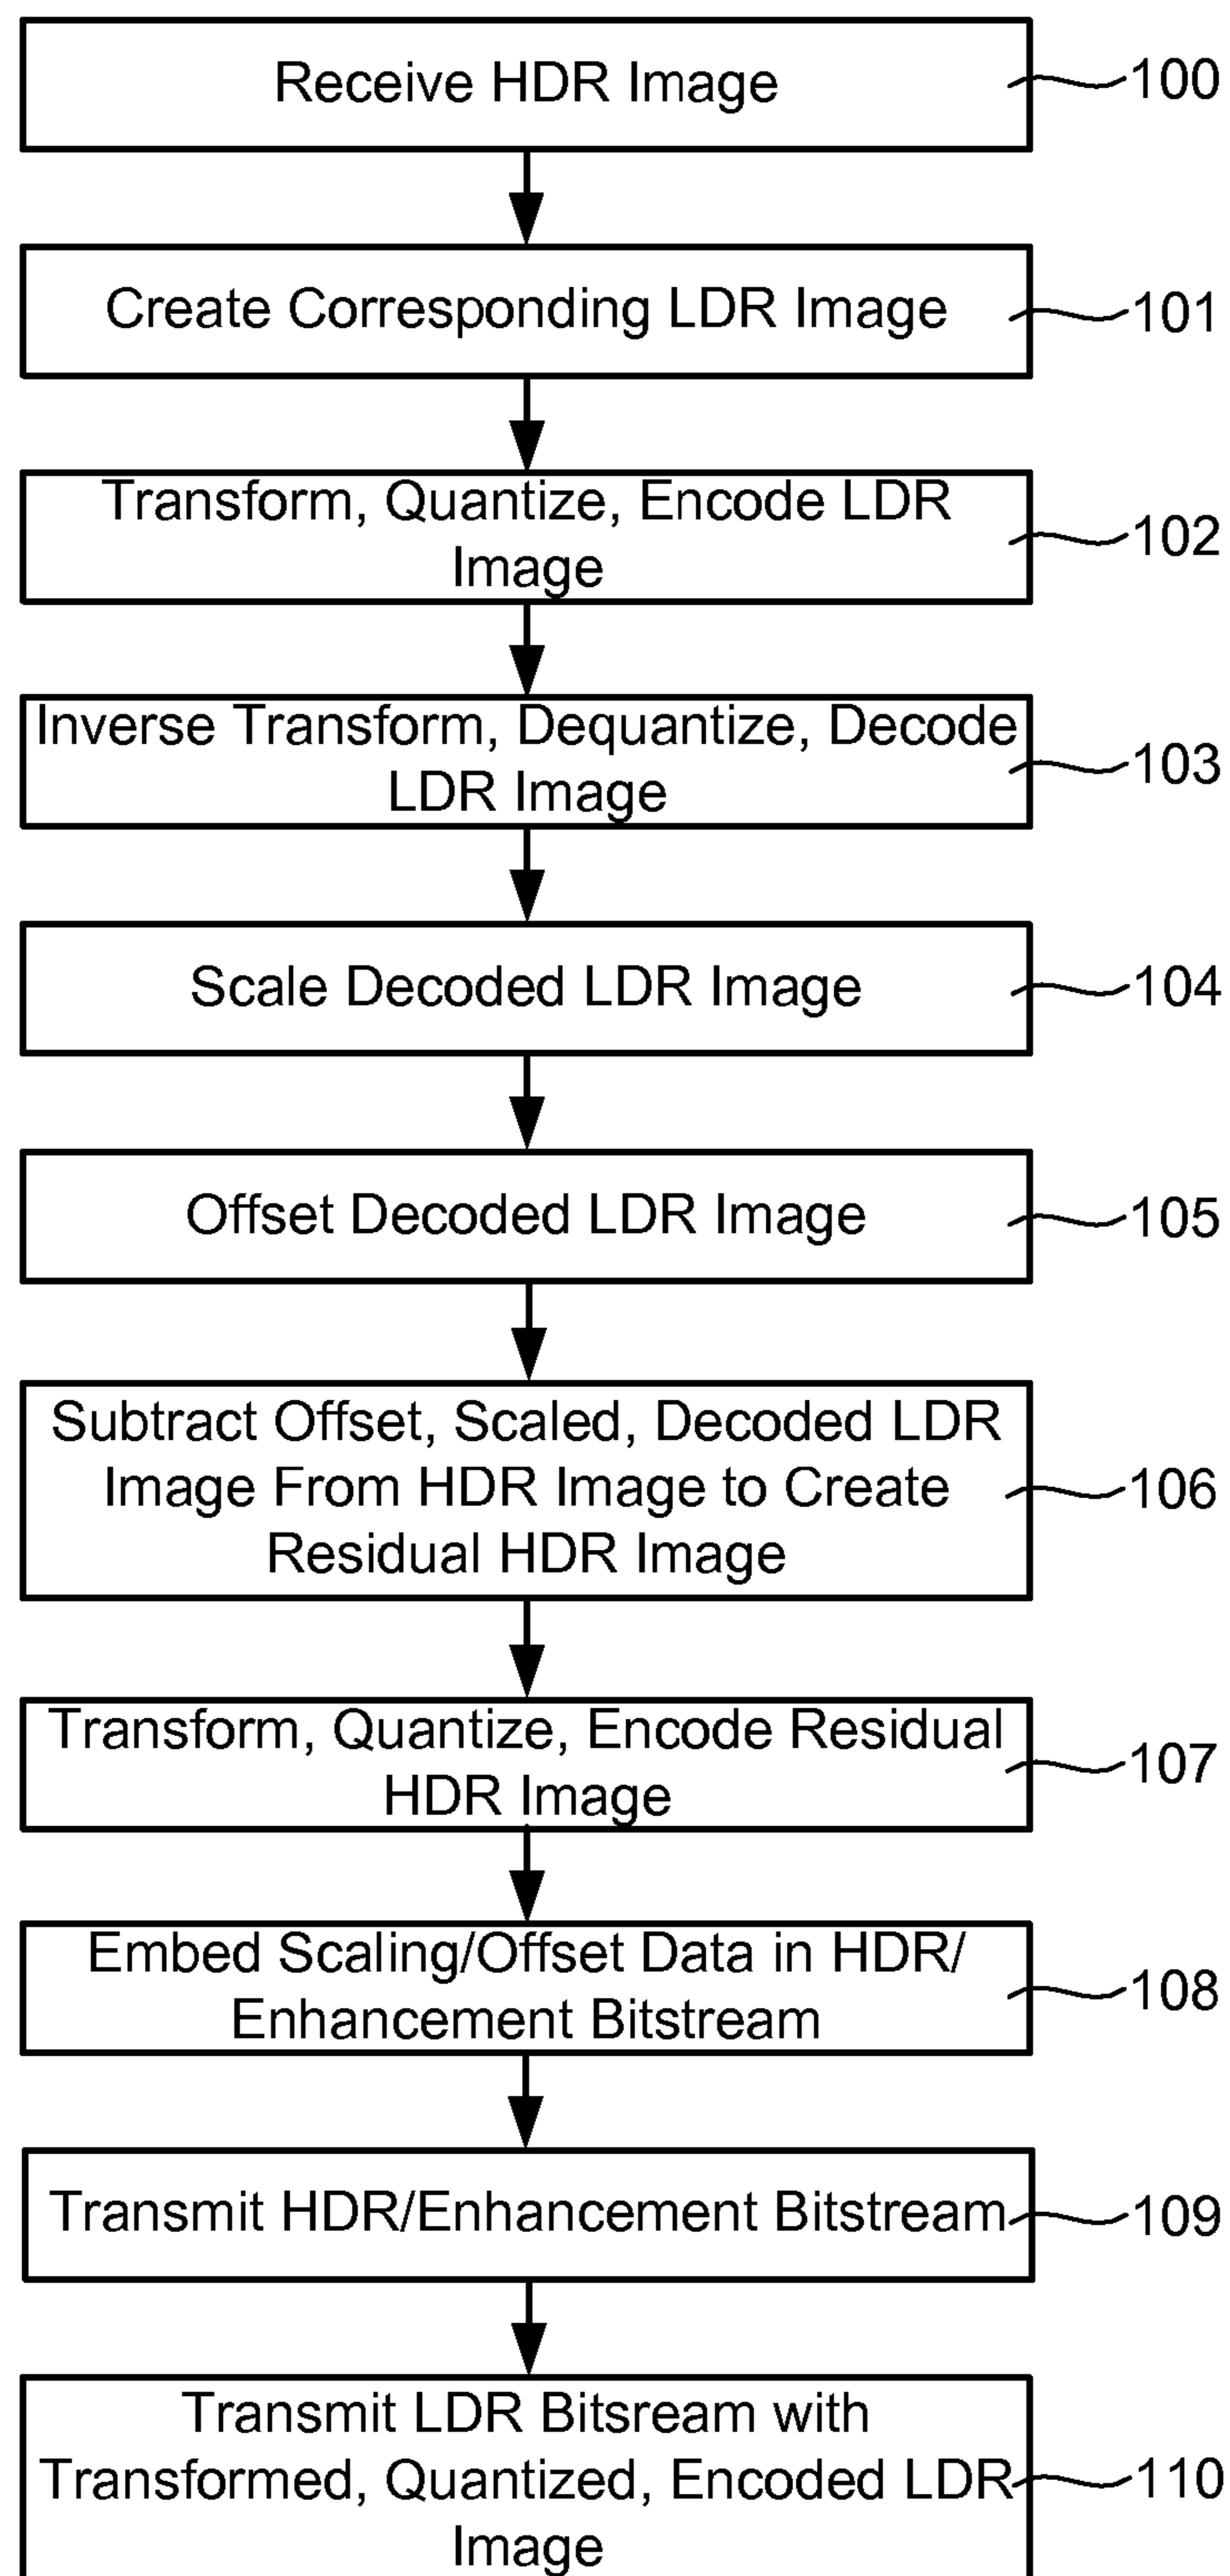 Receive HDR Image
100
Create Corresponding LDR Image
101
Transform, Quantize, Encode LDR
Image
102
Inverse Transform, Dequantize, Decode
LDR Image
103
Scale Decoded LDR Image
104
Offset Decoded LDR Image
105
Subtract Offset, Scaled, Decoded LDR
Image From HDR Image to Create
Residual HDR Image
106
Transform, Quantize, Encode Residual
HDR Image
107
Embed Scaling/Offset Data in HDR/
Enhancement Bitstream
108
Transmit HDR/Enhancement Bitstream
109
Transmit LDR Bitsream with
Transformed, Quantized, Encoded LDR
Image
110